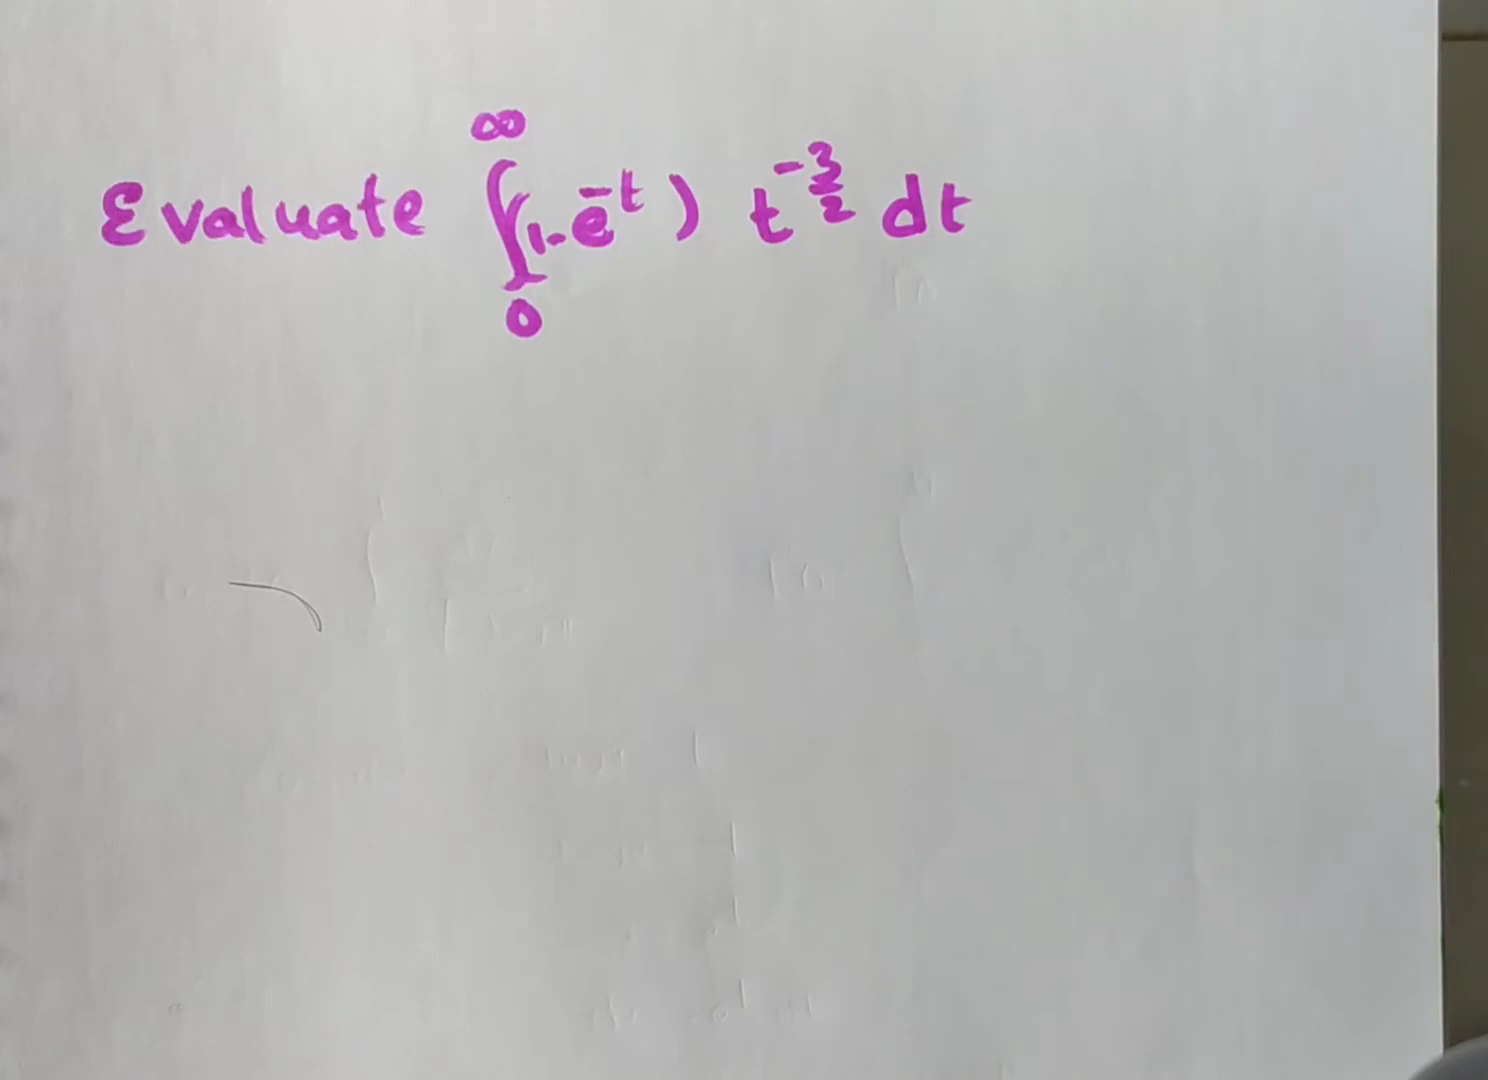 Evaluate ∫₀^∞ (1-e^-t) t^-3/2 dt